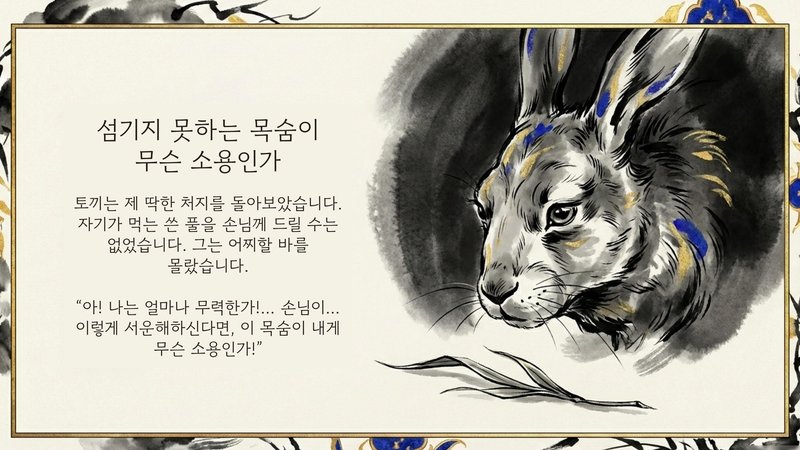 섬기지 못하는 목숨이
무슨 소용인가
토끼는 제 딱한 처지를 돌아보았습니다.
자기가 먹는 쓴 풀을 손님께 드릴 수는
없었습니다. 그는 어찌할 바를
몰랐습니다.
“아! 나는 얼마나 무력한가!... 손님이...
이렇게 서운해하신다면, 이 목숨이 내게
무슨 소용인가!”